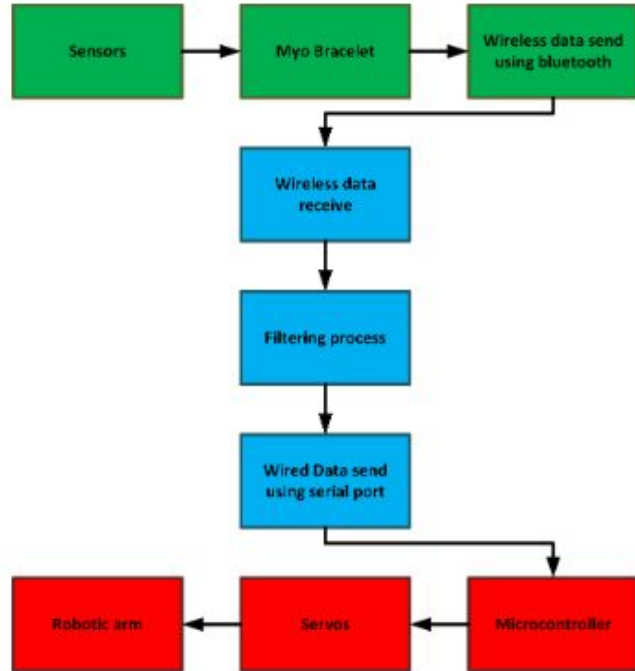 Sensors
Myo Bracelet
Wireless data send
using bluetooth
Wireless data
receive
Filtering process
Wired Data send
using serial port
Robotic arm
Servos
Microcontroller